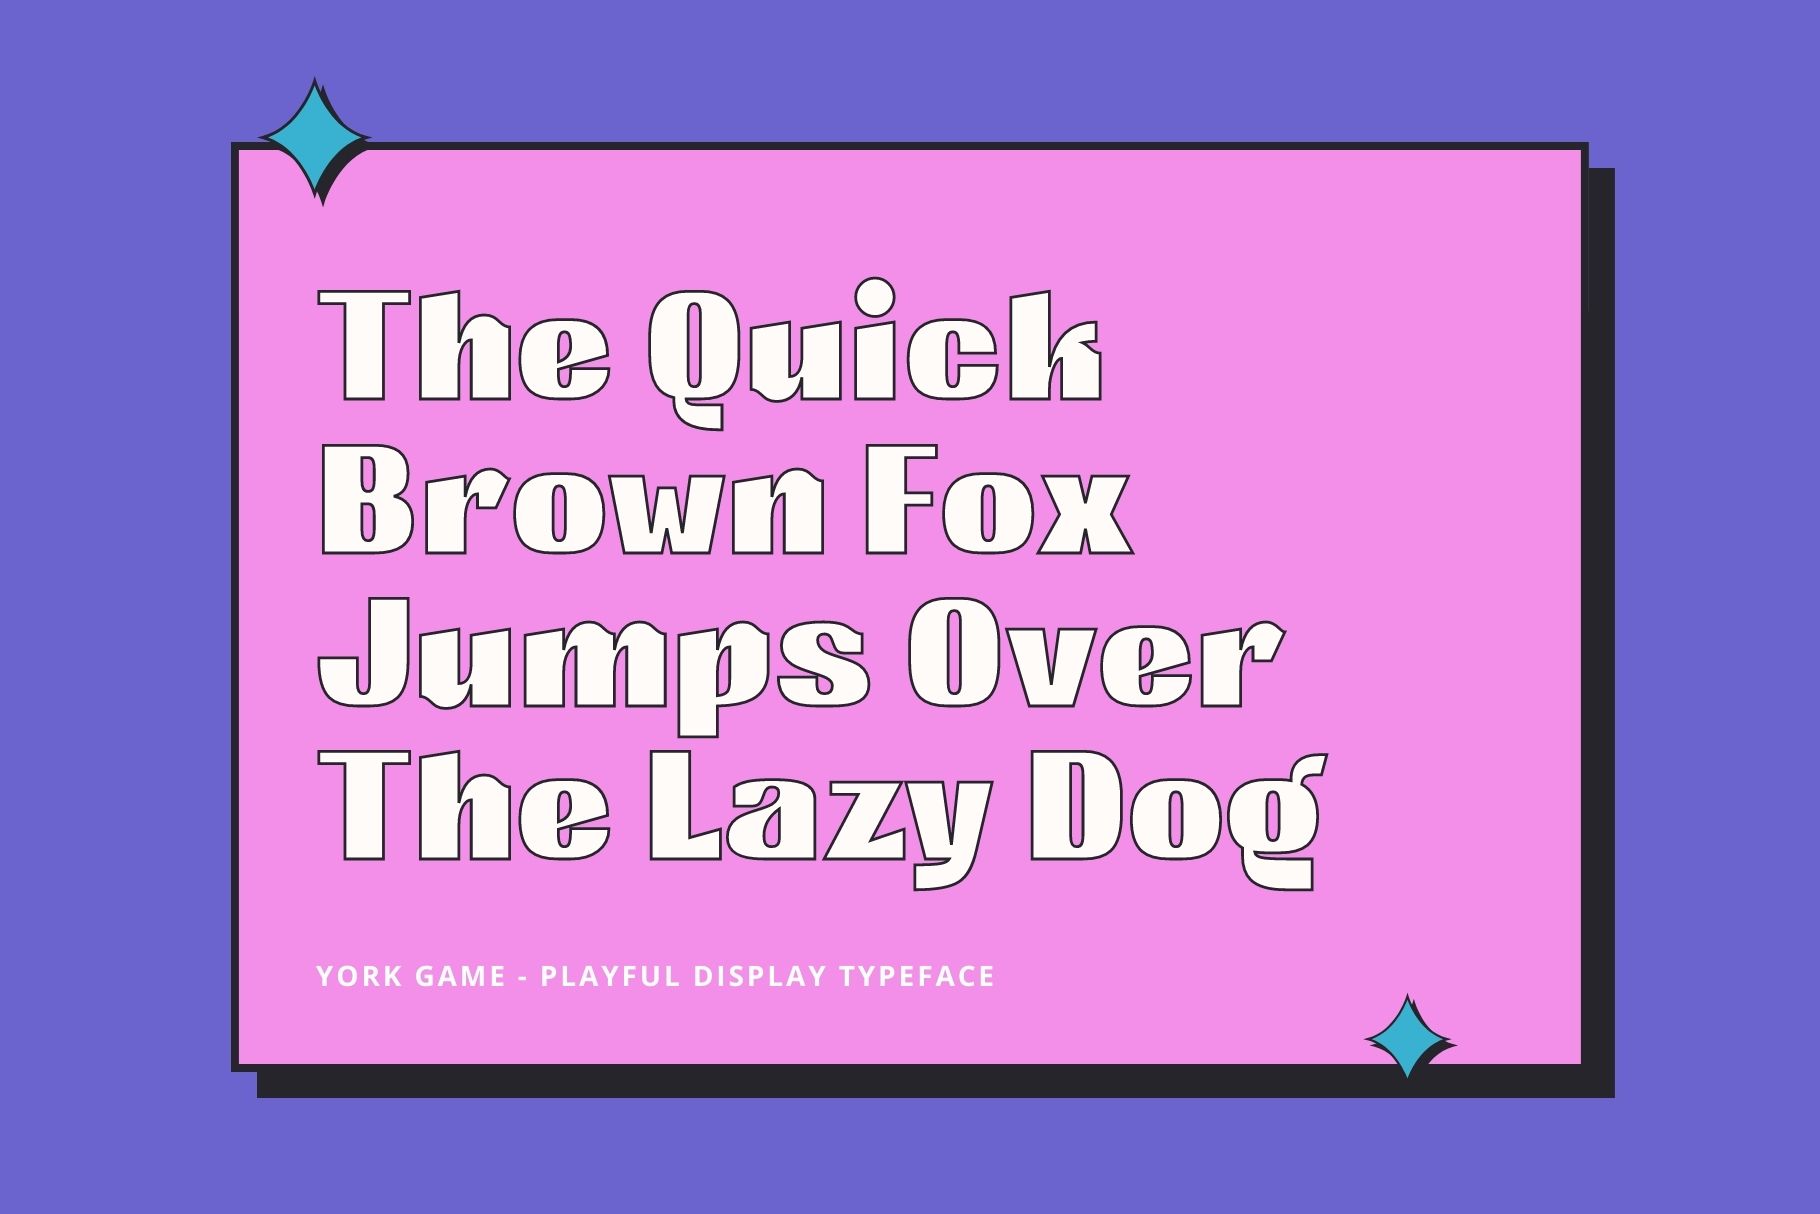 The Quick
Brown Fox
Jumps Over
The Lazy Dog
YORK GAME - PLAYFUL DISPLAY TYPEFACE